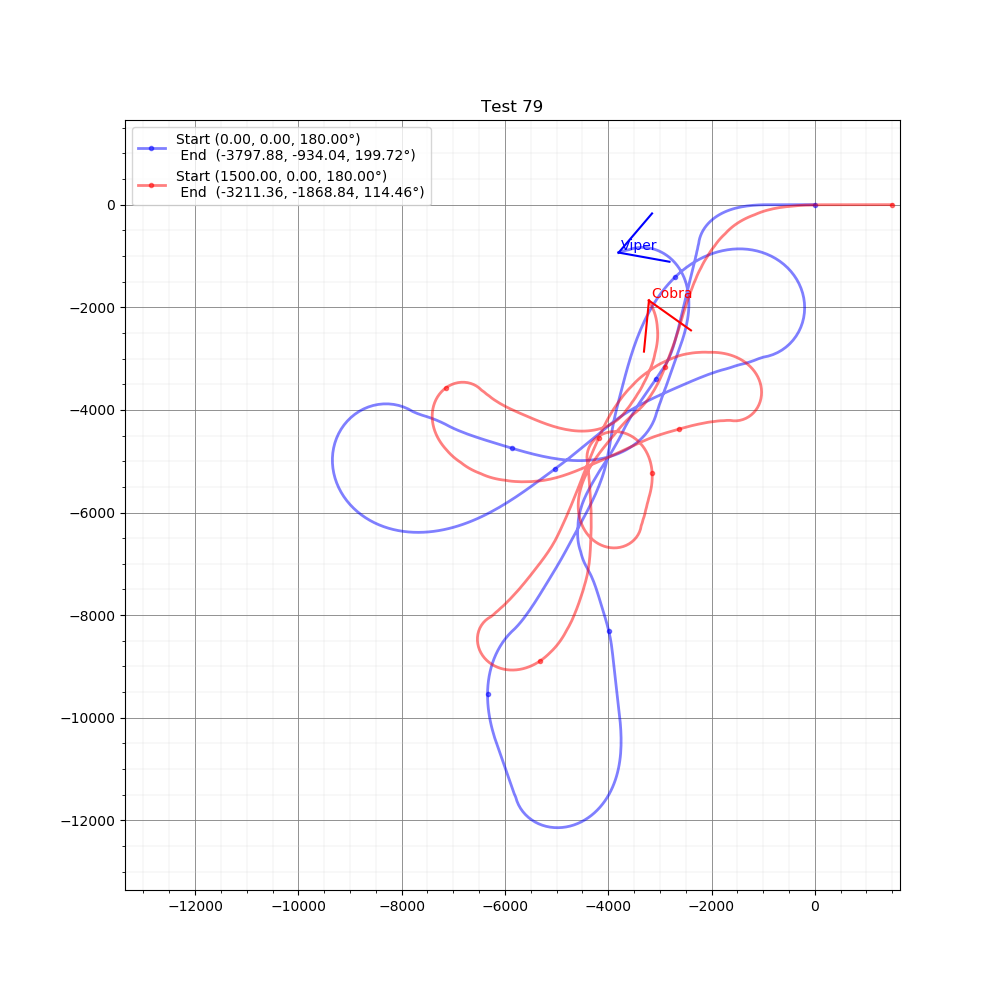 Test 79
Start (0.00, 0.00, 180.00°)
End  (-3797.88, -934.04, 199.72°)
Start (1500.00, 0.00, 180.00°)
End  (-3211.36, -1868.84, 114.46°)
0
Viper
Cobra
−2000
−4000
−6000
−8000
−10000
−12000
−12000 −10000 −8000 −6000 −4000 −2000 0